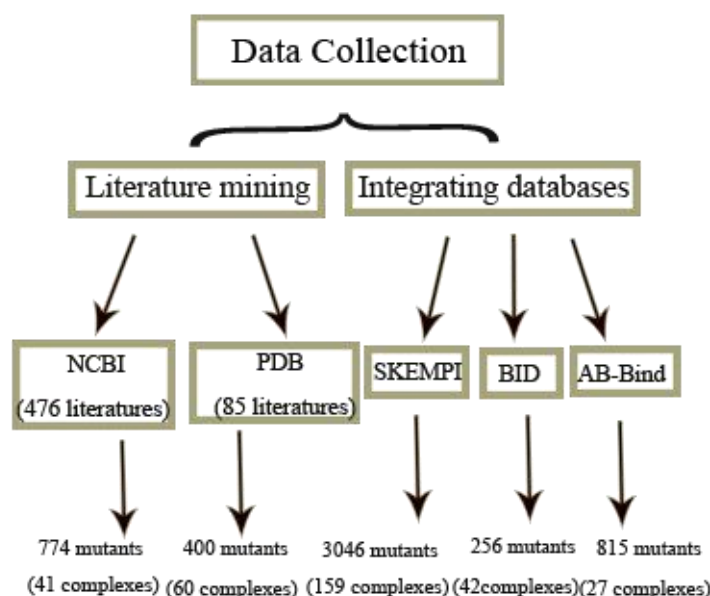 Data Collection
Literature mining
Integrating databases
NCBI
(476 literatures)
PDB
(85 literatures)
SKEMPI
BID
AB-Bind
774 mutants
(41 complexes)
400 mutants
(60 complexes)
3046 mutants
(159 complexes)
256 mutants
(42complexes)
815 mutants
(27 complexes)